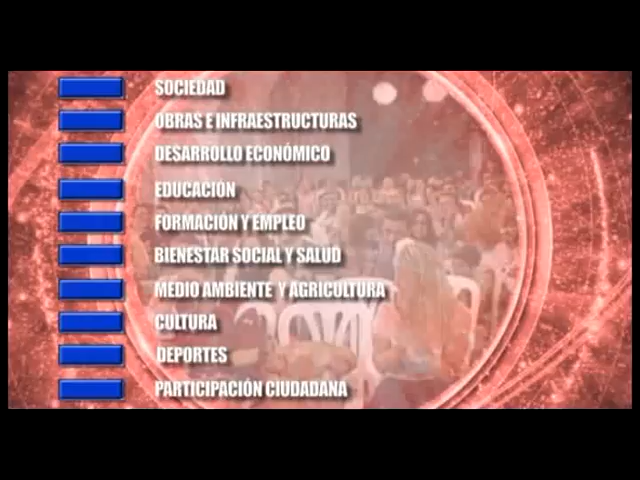 SOCIEDAD
OBRAS E INFRAESTRUCTURAS
DESARROLLO ECONÓMICO
EDUCACIÓN
FORMACIÓN Y EMPLEO
BIENESTAR SOCIAL Y SALUD
MEDIO AMBIENTE Y AGRICULTURA
CULTURA
DEPORTES
PARTICIPACIÓN CIUDADANA